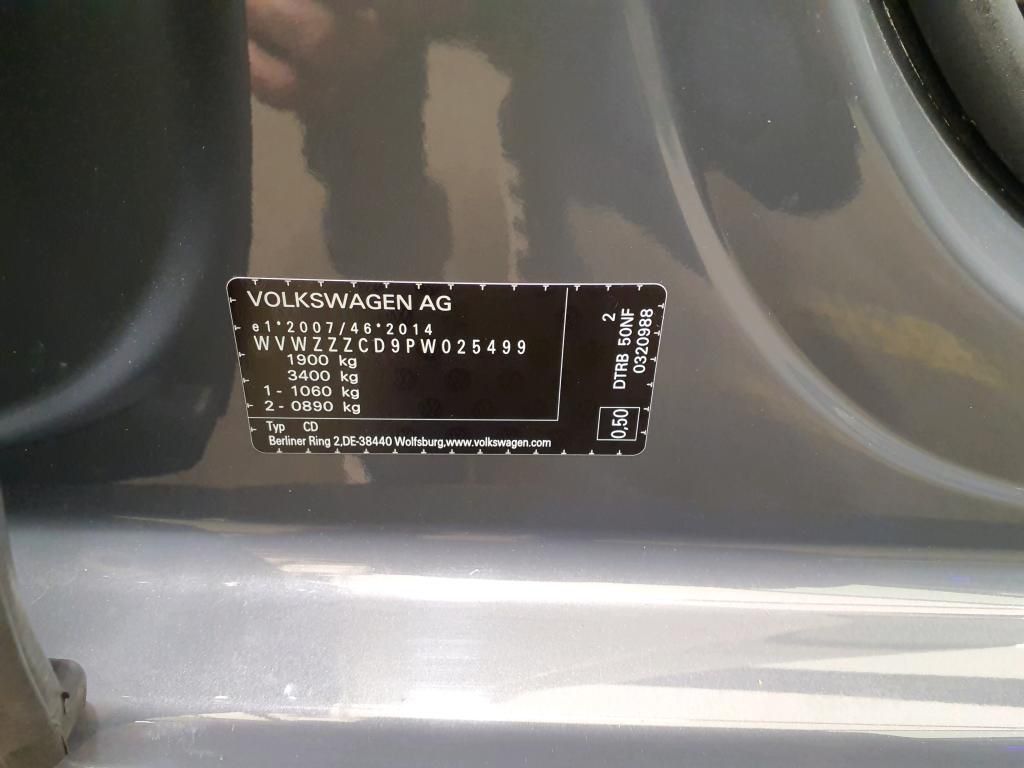 VOLKSWAGEN AG
e1*2007/46*2014
WVWZZZCD9PW025499
1900 kg
3400 kg
1 - 1060 kg
2 - 0890 kg
Typ CD
Berliner Ring 2,DE-38440 Wolfsburg,www.volkswagen.com
2
DTRB 50NF
0320988
0,50